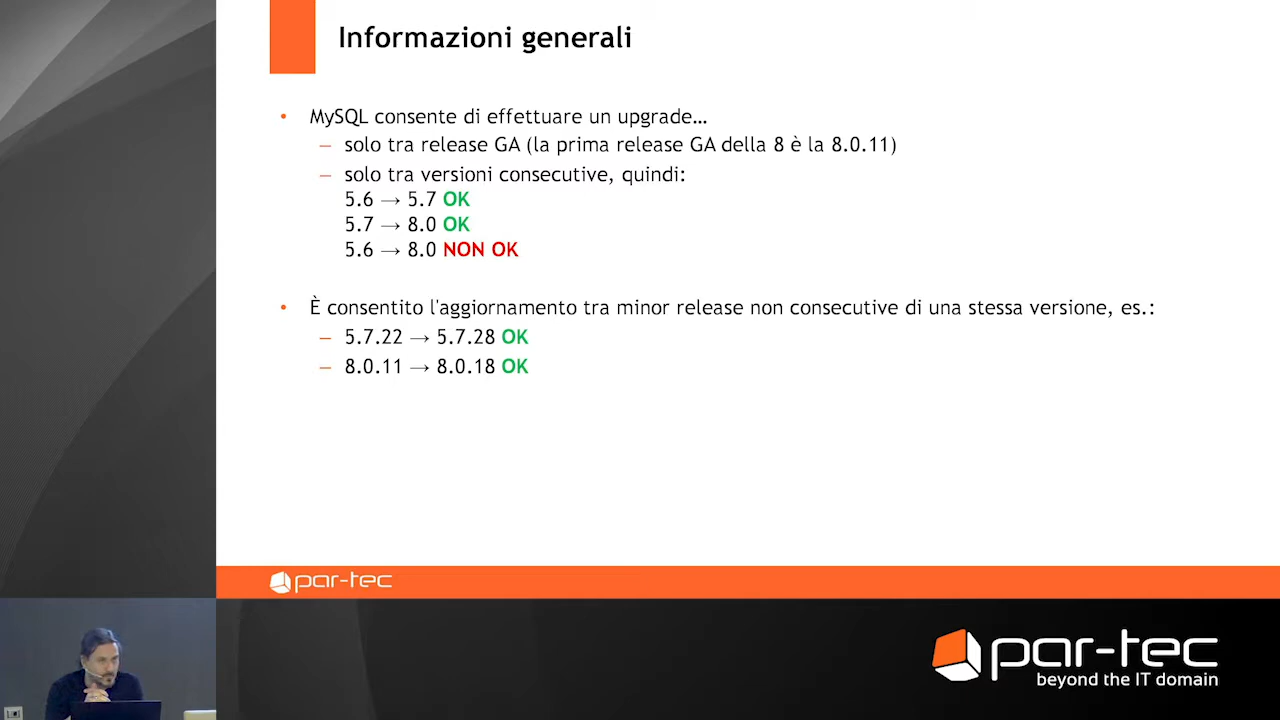 Informazioni generali
• MySQL consente di effettuare un upgrade…
– solo tra release GA (la prima release GA della 8 è la 8.0.11)
– solo tra versioni consecutive, quindi:
5.6 → 5.7 OK
5.7 → 8.0 OK
5.6 → 8.0 NON OK
• È consentito l'aggiornamento tra minor release non consecutive di una stessa versione, es.:
– 5.7.22 → 5.7.28 OK
– 8.0.11 → 8.0.18 OK
par-tec
par-tec
beyond the IT domain